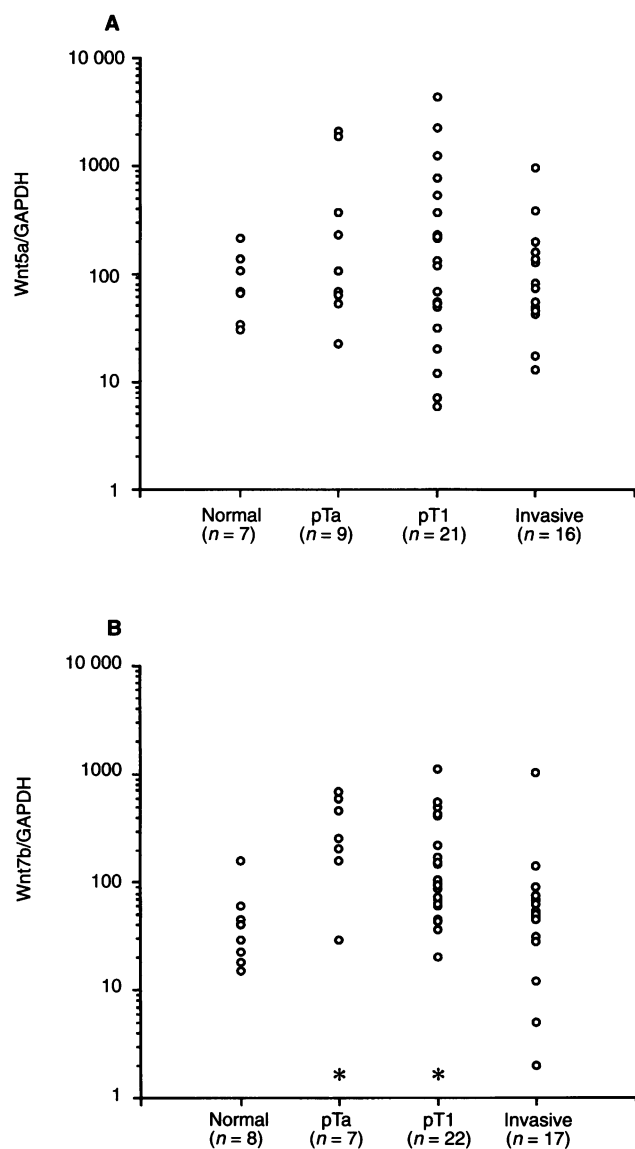 A
10 000
1000
100
10
1
Wnt5a/GAPDH
Normal pTa pT1 Invasive
(n = 7) (n = 9) (n = 21) (n = 16)
B
10 000
1000
100
10
1
Wnt7b/GAPDH
* *
Normal pTa pT1 Invasive
(n = 8) (n = 7) (n = 22) (n = 17)